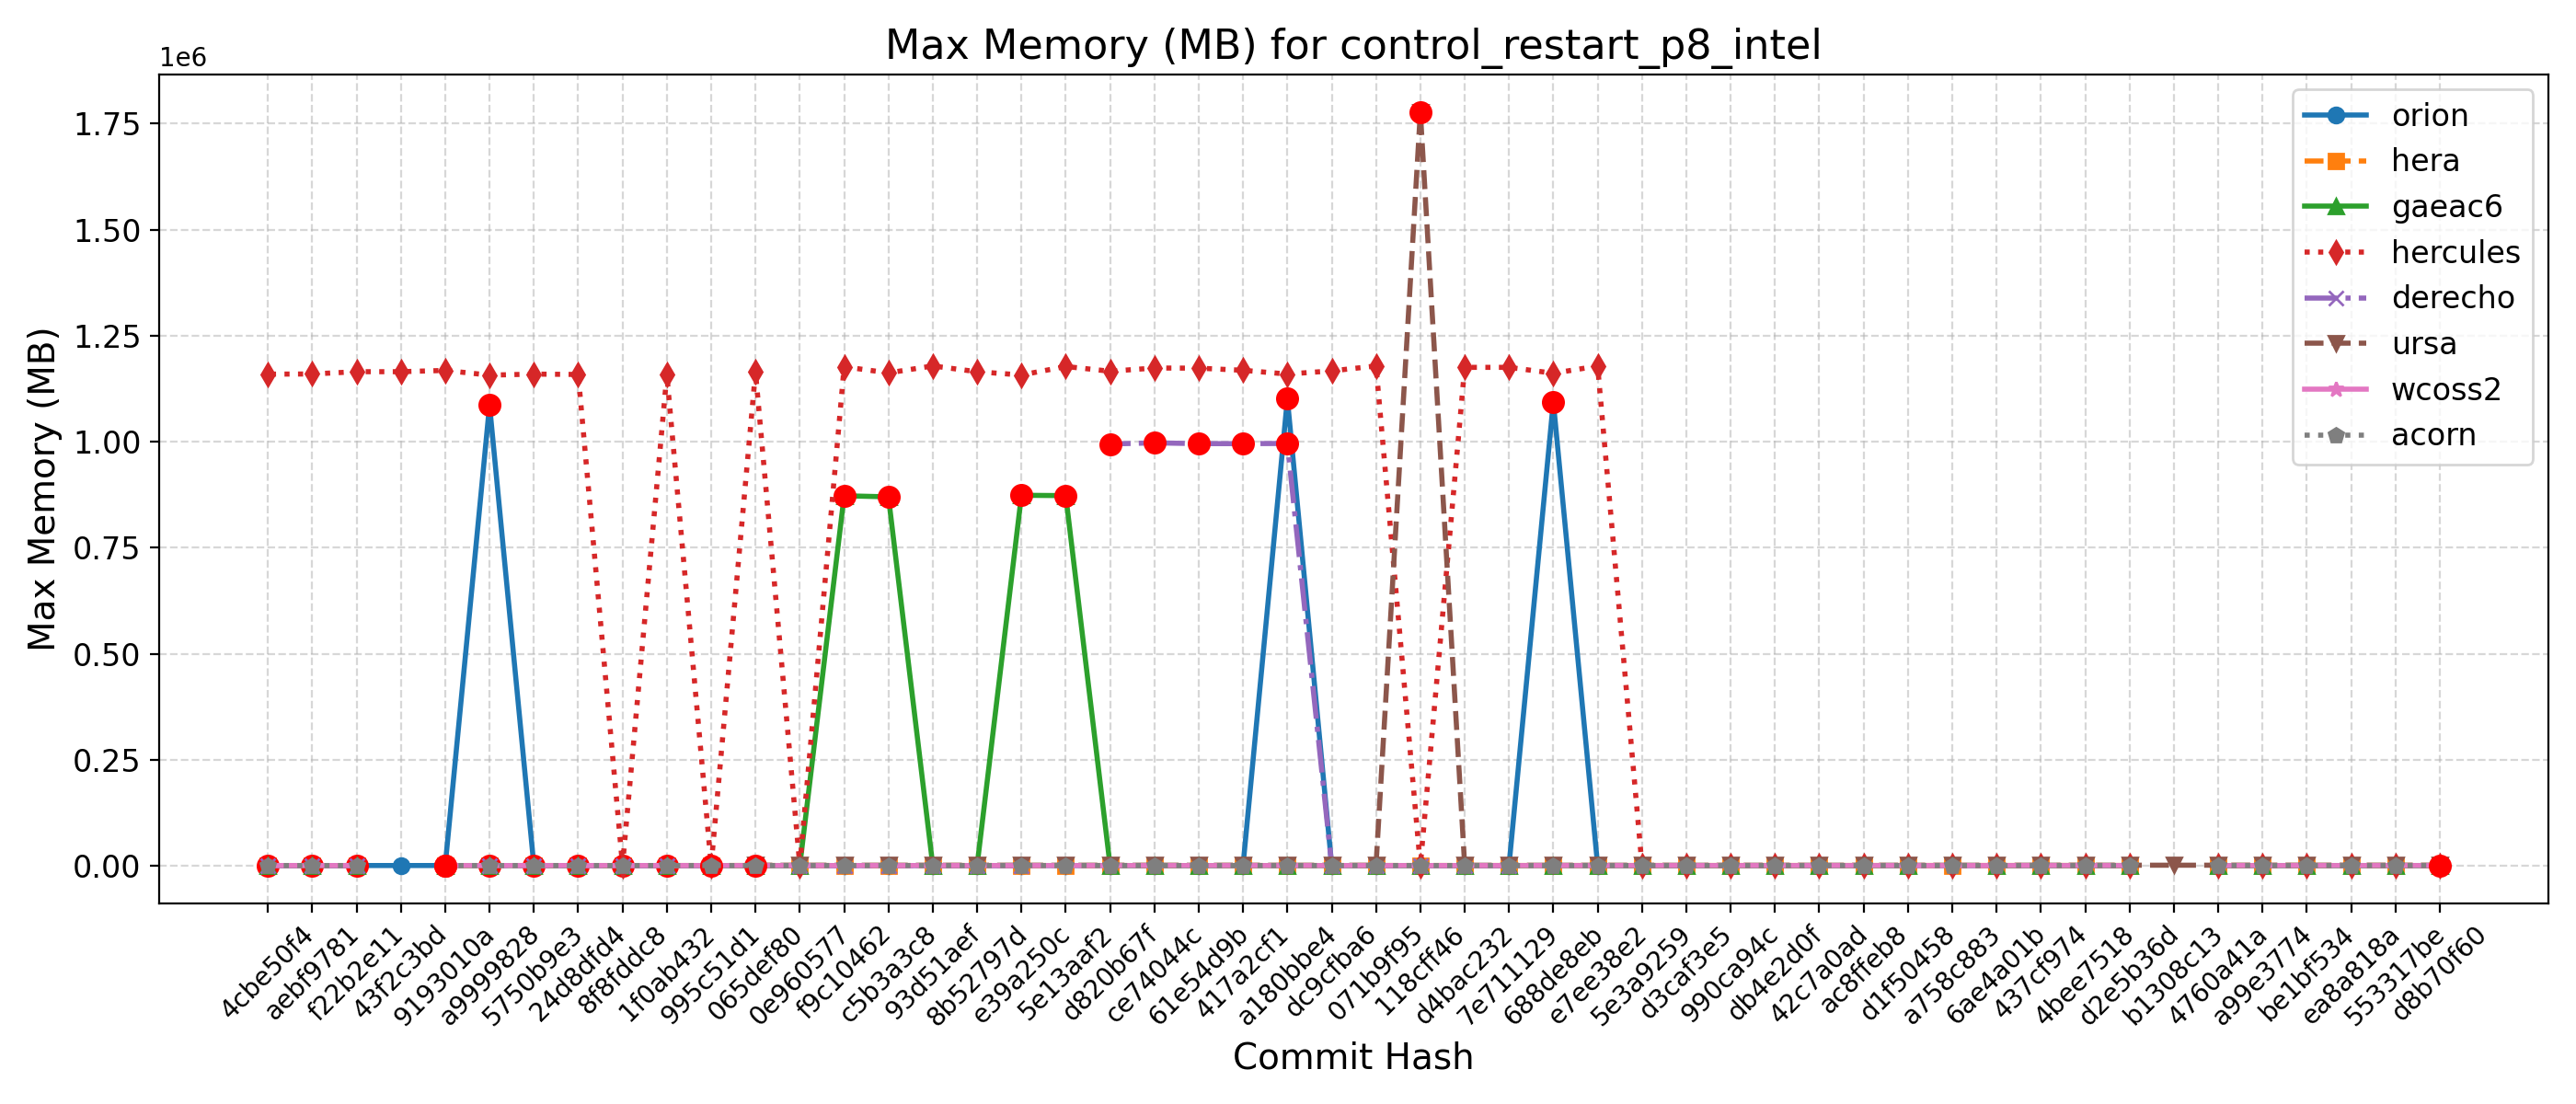 Max Memory (MB) for control_restart_p8_intel
1e6
1.75
1.50
1.25
1.00
0.75
0.50
0.25
0.00
Max Memory (MB)
orion
hera
gaeac6
hercules
derecho
ursa
wcoss2
acorn
4cbe50f4
aebf9781
f22b2e11
43f2c3bd
9193010a
a9999828
5750b9e3
24d8dfd4
8f8fddc8
1f0ab432
995c51d1
065def80
0e960577
f9c10462
c5b3a3c8
93d51aef
8b52797d
e39a250c
5e13aaf2
d820b67f
ce74044c
61e54d9b
417a2cf1
a180bbe4
dc9cfba6
071b9f95
118cff46
d4bac232
7e711129
688de8eb
e7ee38e2
5e3a9259
d3caf3e5
990ca94c
db4e2d0f
42c7a0ad
ac8ffeb8
d1f50458
a758c883
6ae4a01b
437cf974
4bee7518
d2e5b36d
b1308c13
4760a41a
a99e3774
be1bf534
ea8a818a
553317be
d8b70f60
Commit Hash